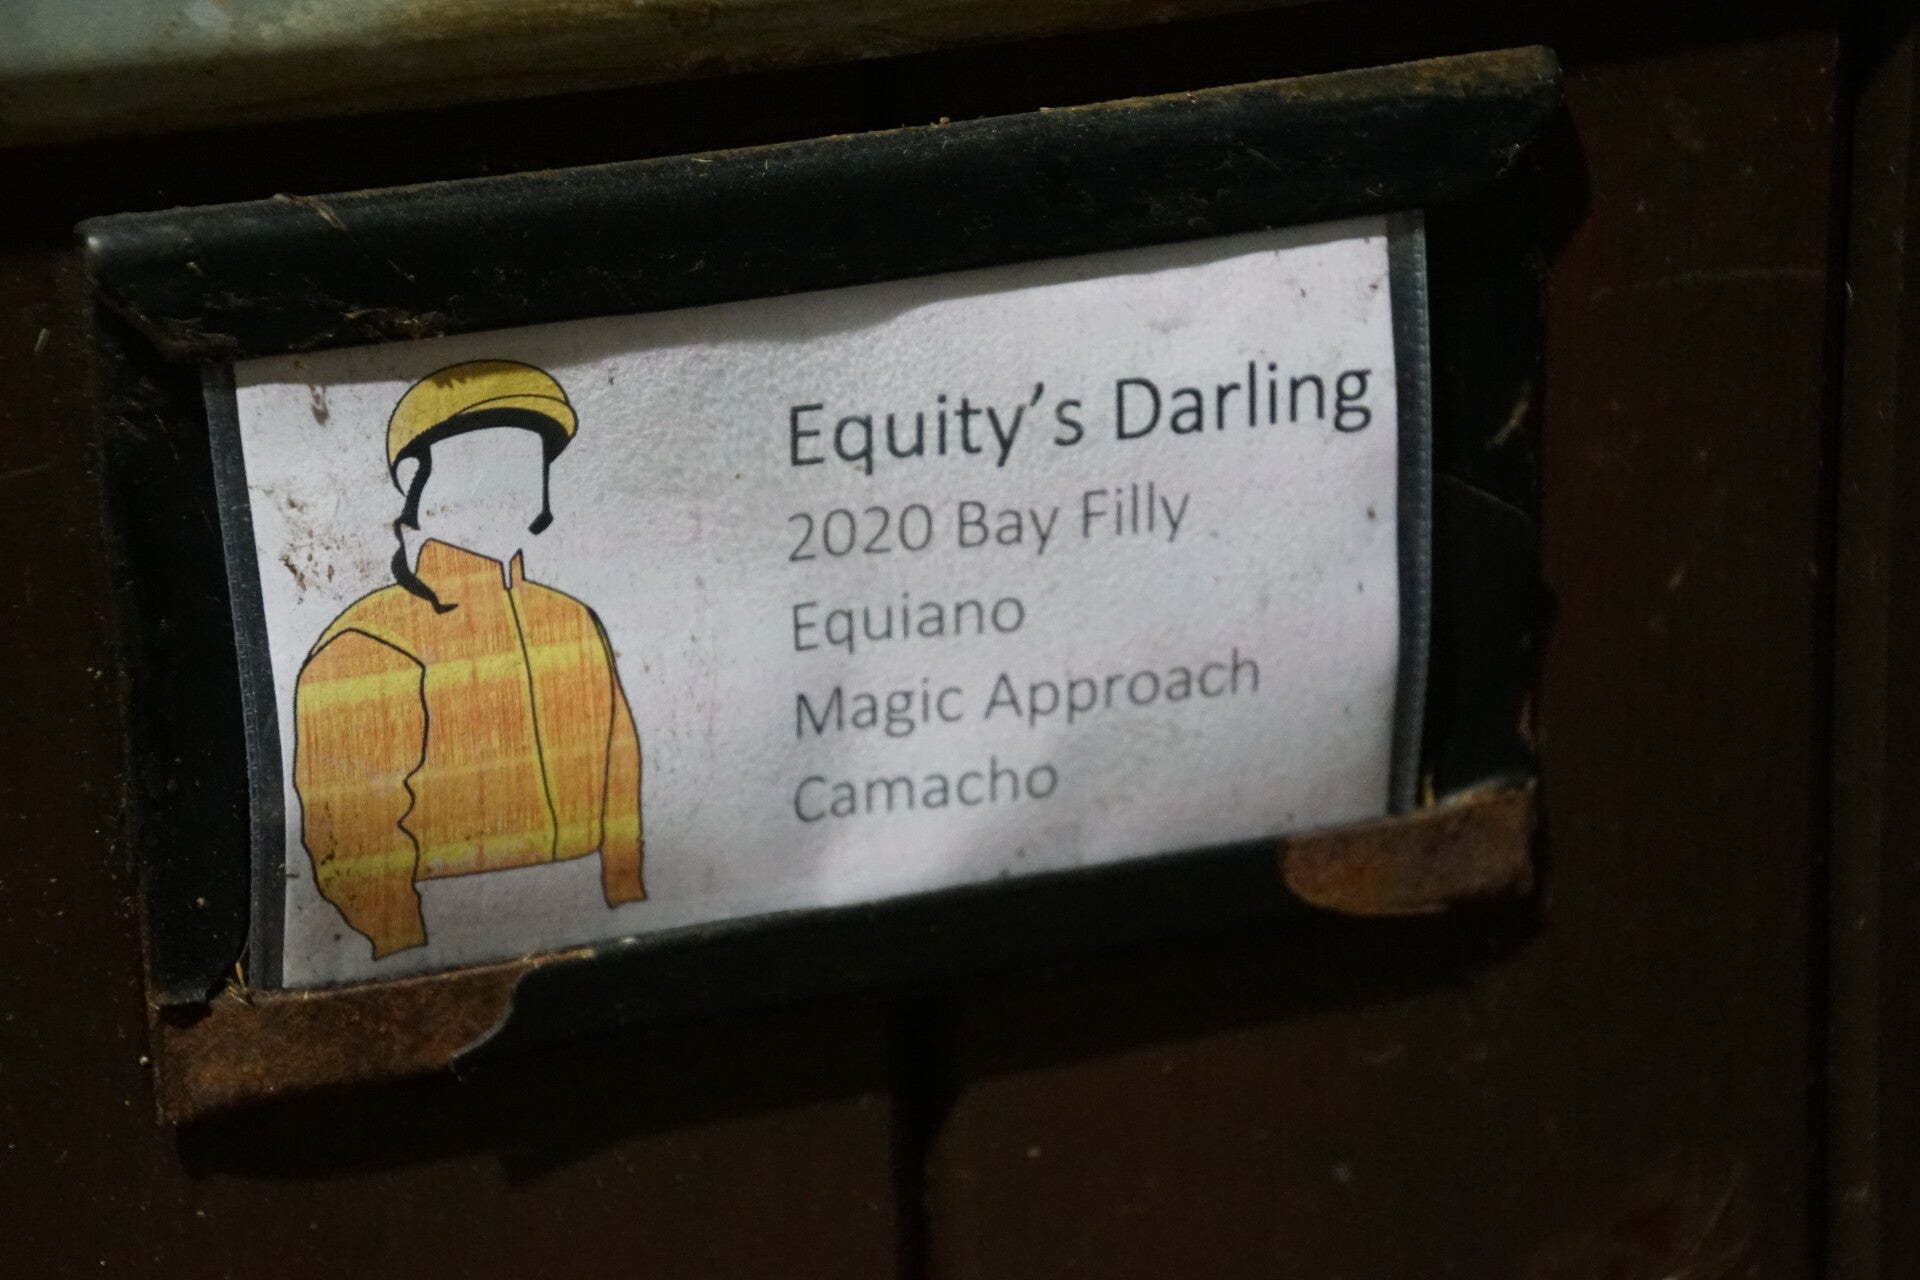 Equity’s Darling
2020 Bay Filly
Equiano
Magic Approach
Camacho